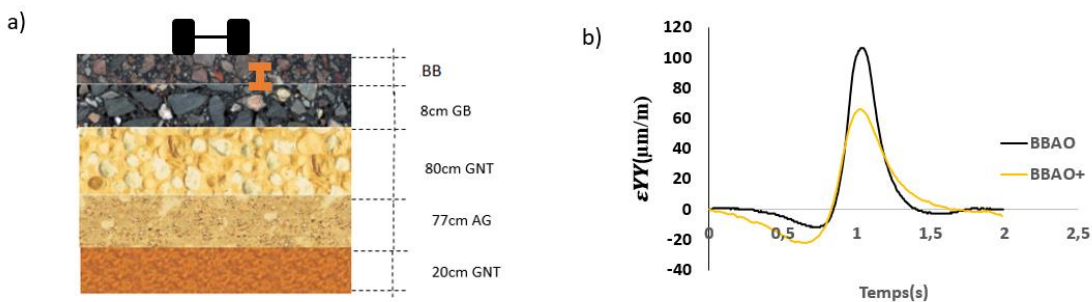 a)
BB
8cm GB
80cm GNT
77cm AG
20cm GNT
b)
120
100
80
60
40
20
0
-20
-40
εYY(µm/m)
0
0,5
1
1,5
2
2,5
Temps(s)
BBAO
BBAO+